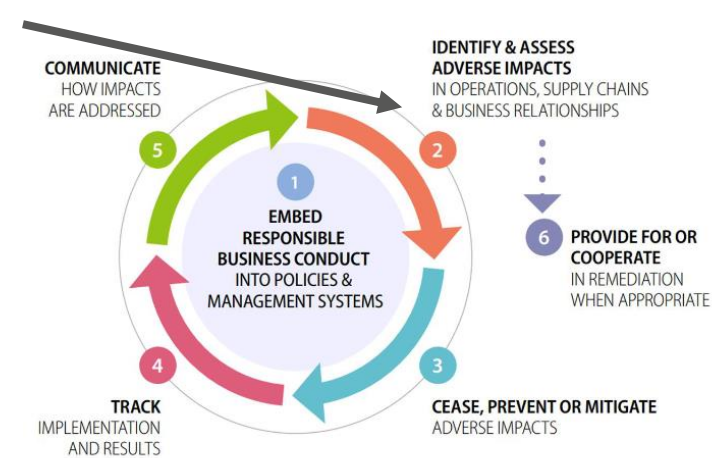 1
EMBED
RESPONSIBLE
BUSINESS CONDUCT
INTO POLICIES &
MANAGEMENT SYSTEMS
2
IDENTIFY & ASSESS
ADVERSE IMPACTS
IN OPERATIONS, SUPPLY CHAINS
& BUSINESS RELATIONSHIPS
3
CEASE, PREVENT OR MITIGATE
ADVERSE IMPACTS
4
TRACK
IMPLEMENTATION
AND RESULTS
5
COMMUNICATE
HOW IMPACTS
ARE ADDRESSED
6
PROVIDE FOR OR
COOPERATE
IN REMEDIATION
WHEN APPROPRIATE